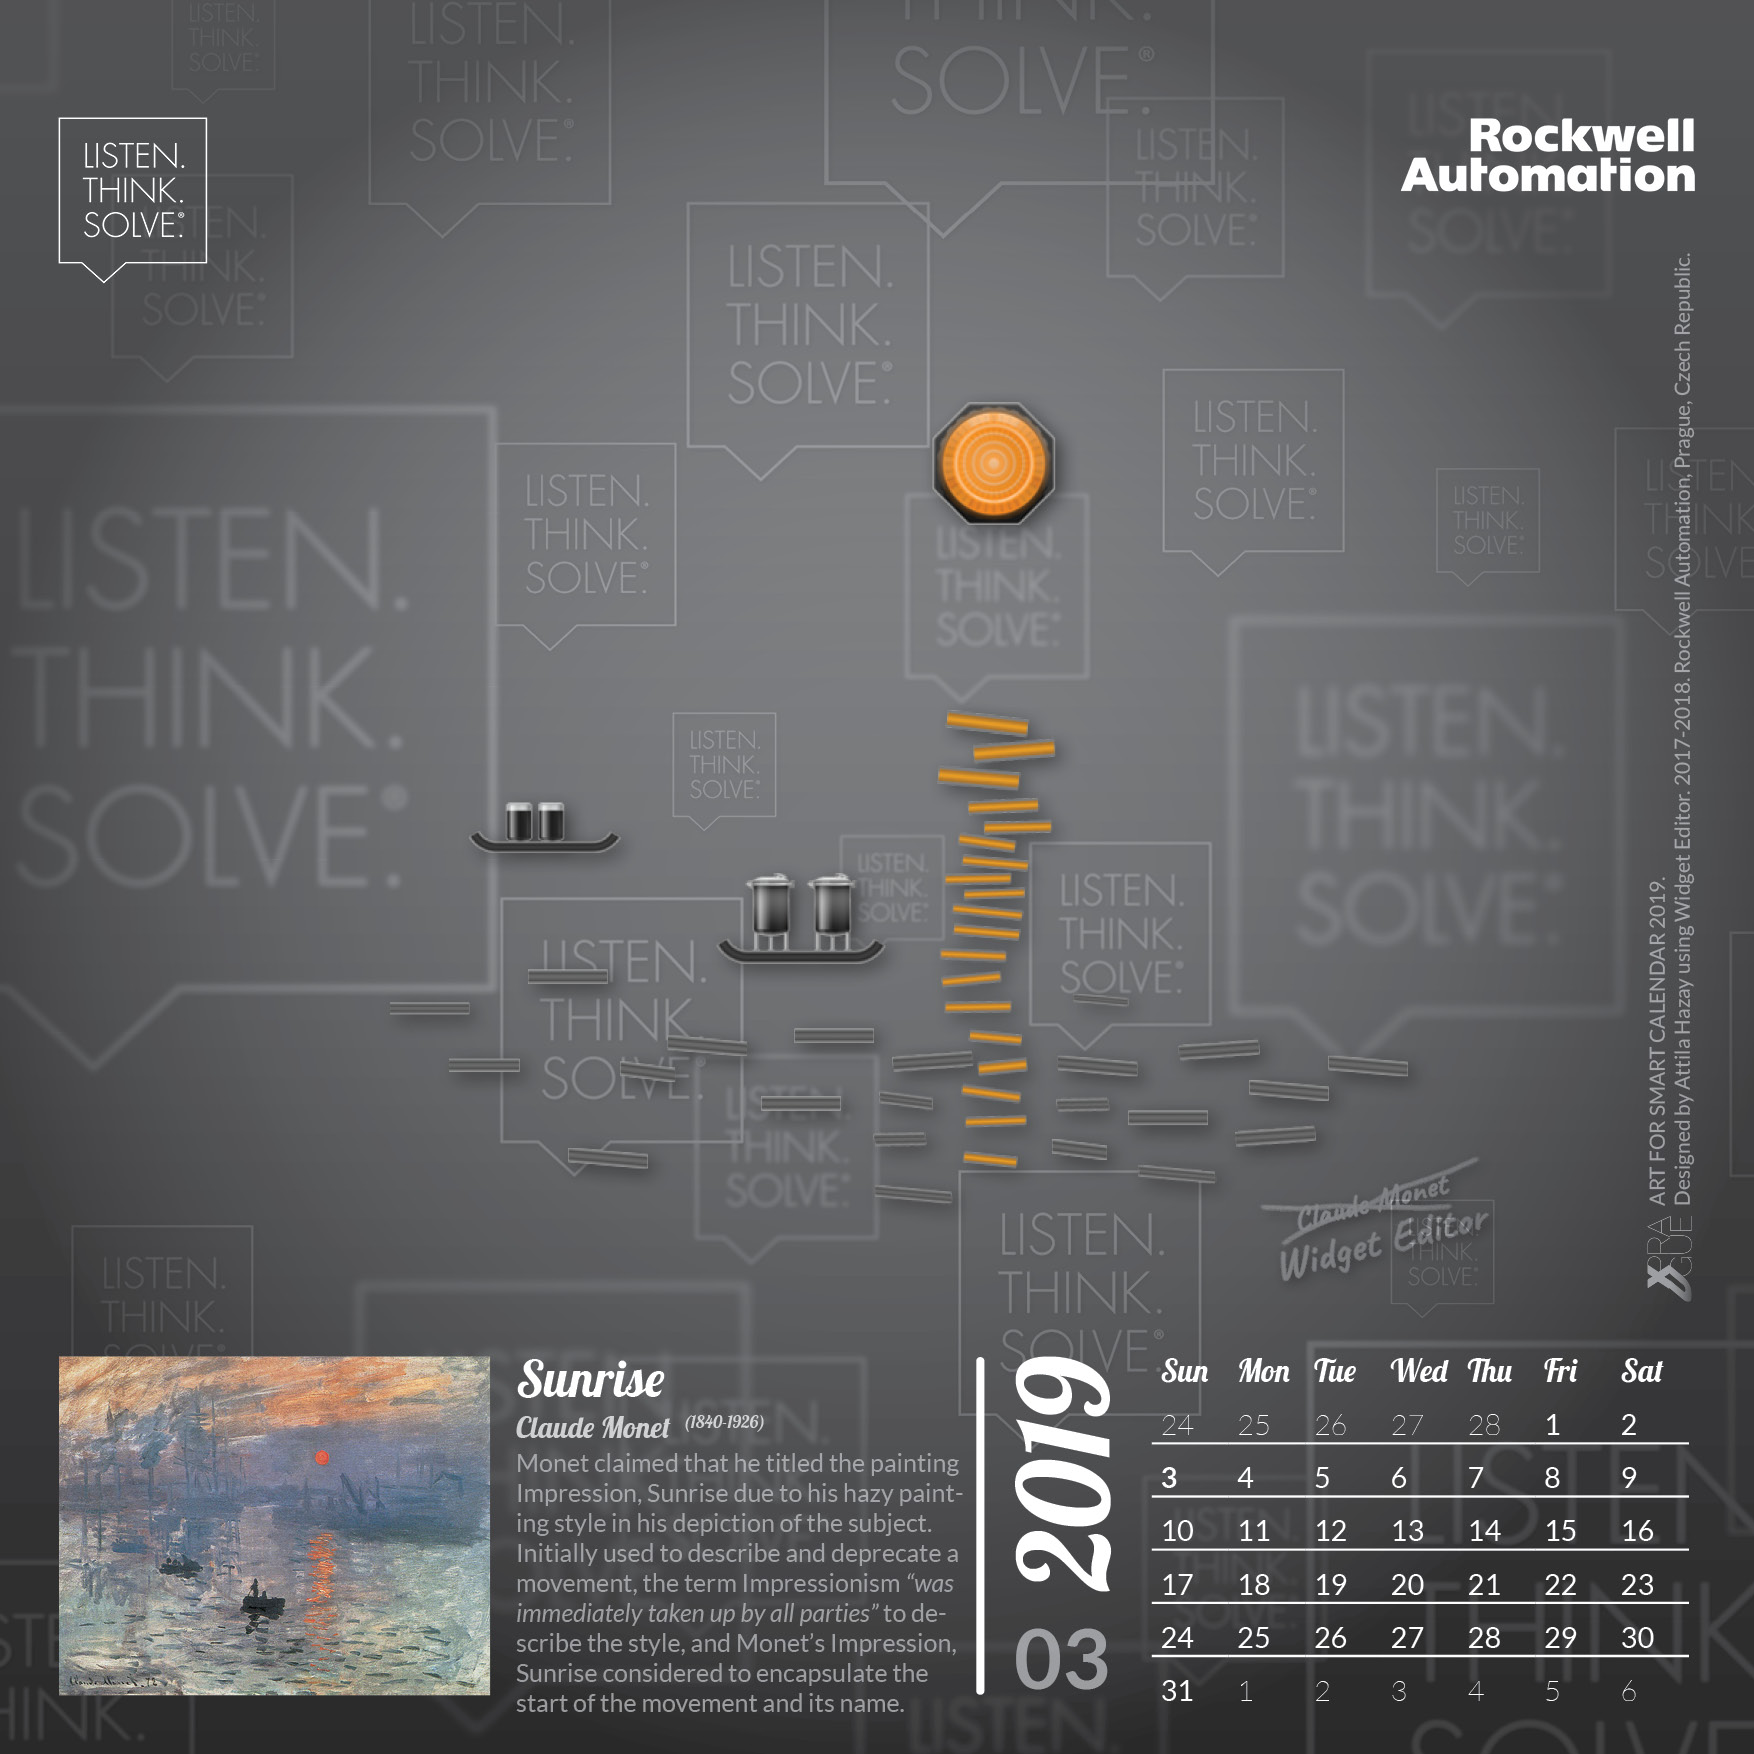 LISTEN.
THINK.
SOLVE.®
Rockwell
Automation
LISTEN.
THINK.
SOLVE.®
ART FOR SMART CALENDAR 2019.
Designed by Attila Hazay using Widget Editor. 2017-2018. Rockwell Automation, Prague, Czech Republic.
PRA
GUE
Claude Monet
Widget Editor
Sunrise
Claude Monet (1840-1926)
Monet claimed that he titled the painting
Impression, Sunrise due to his hazy paint-
ing style in his depiction of the subject.
Initially used to describe and deprecate a
movement, the term Impressionism “was
immediately taken up by all parties” to de-
scribe the style, and Monet’s Impression,
Sunrise considered to encapsulate the
start of the movement and its name.
2019
03
Sun Mon Tue Wed Thu Fri Sat
24 25 26 27 28 1 2
3 4 5 6 7 8 9
10 11 12 13 14 15 16
17 18 19 20 21 22 23
24 25 26 27 28 29 30
31 1 2 3 4 5 6